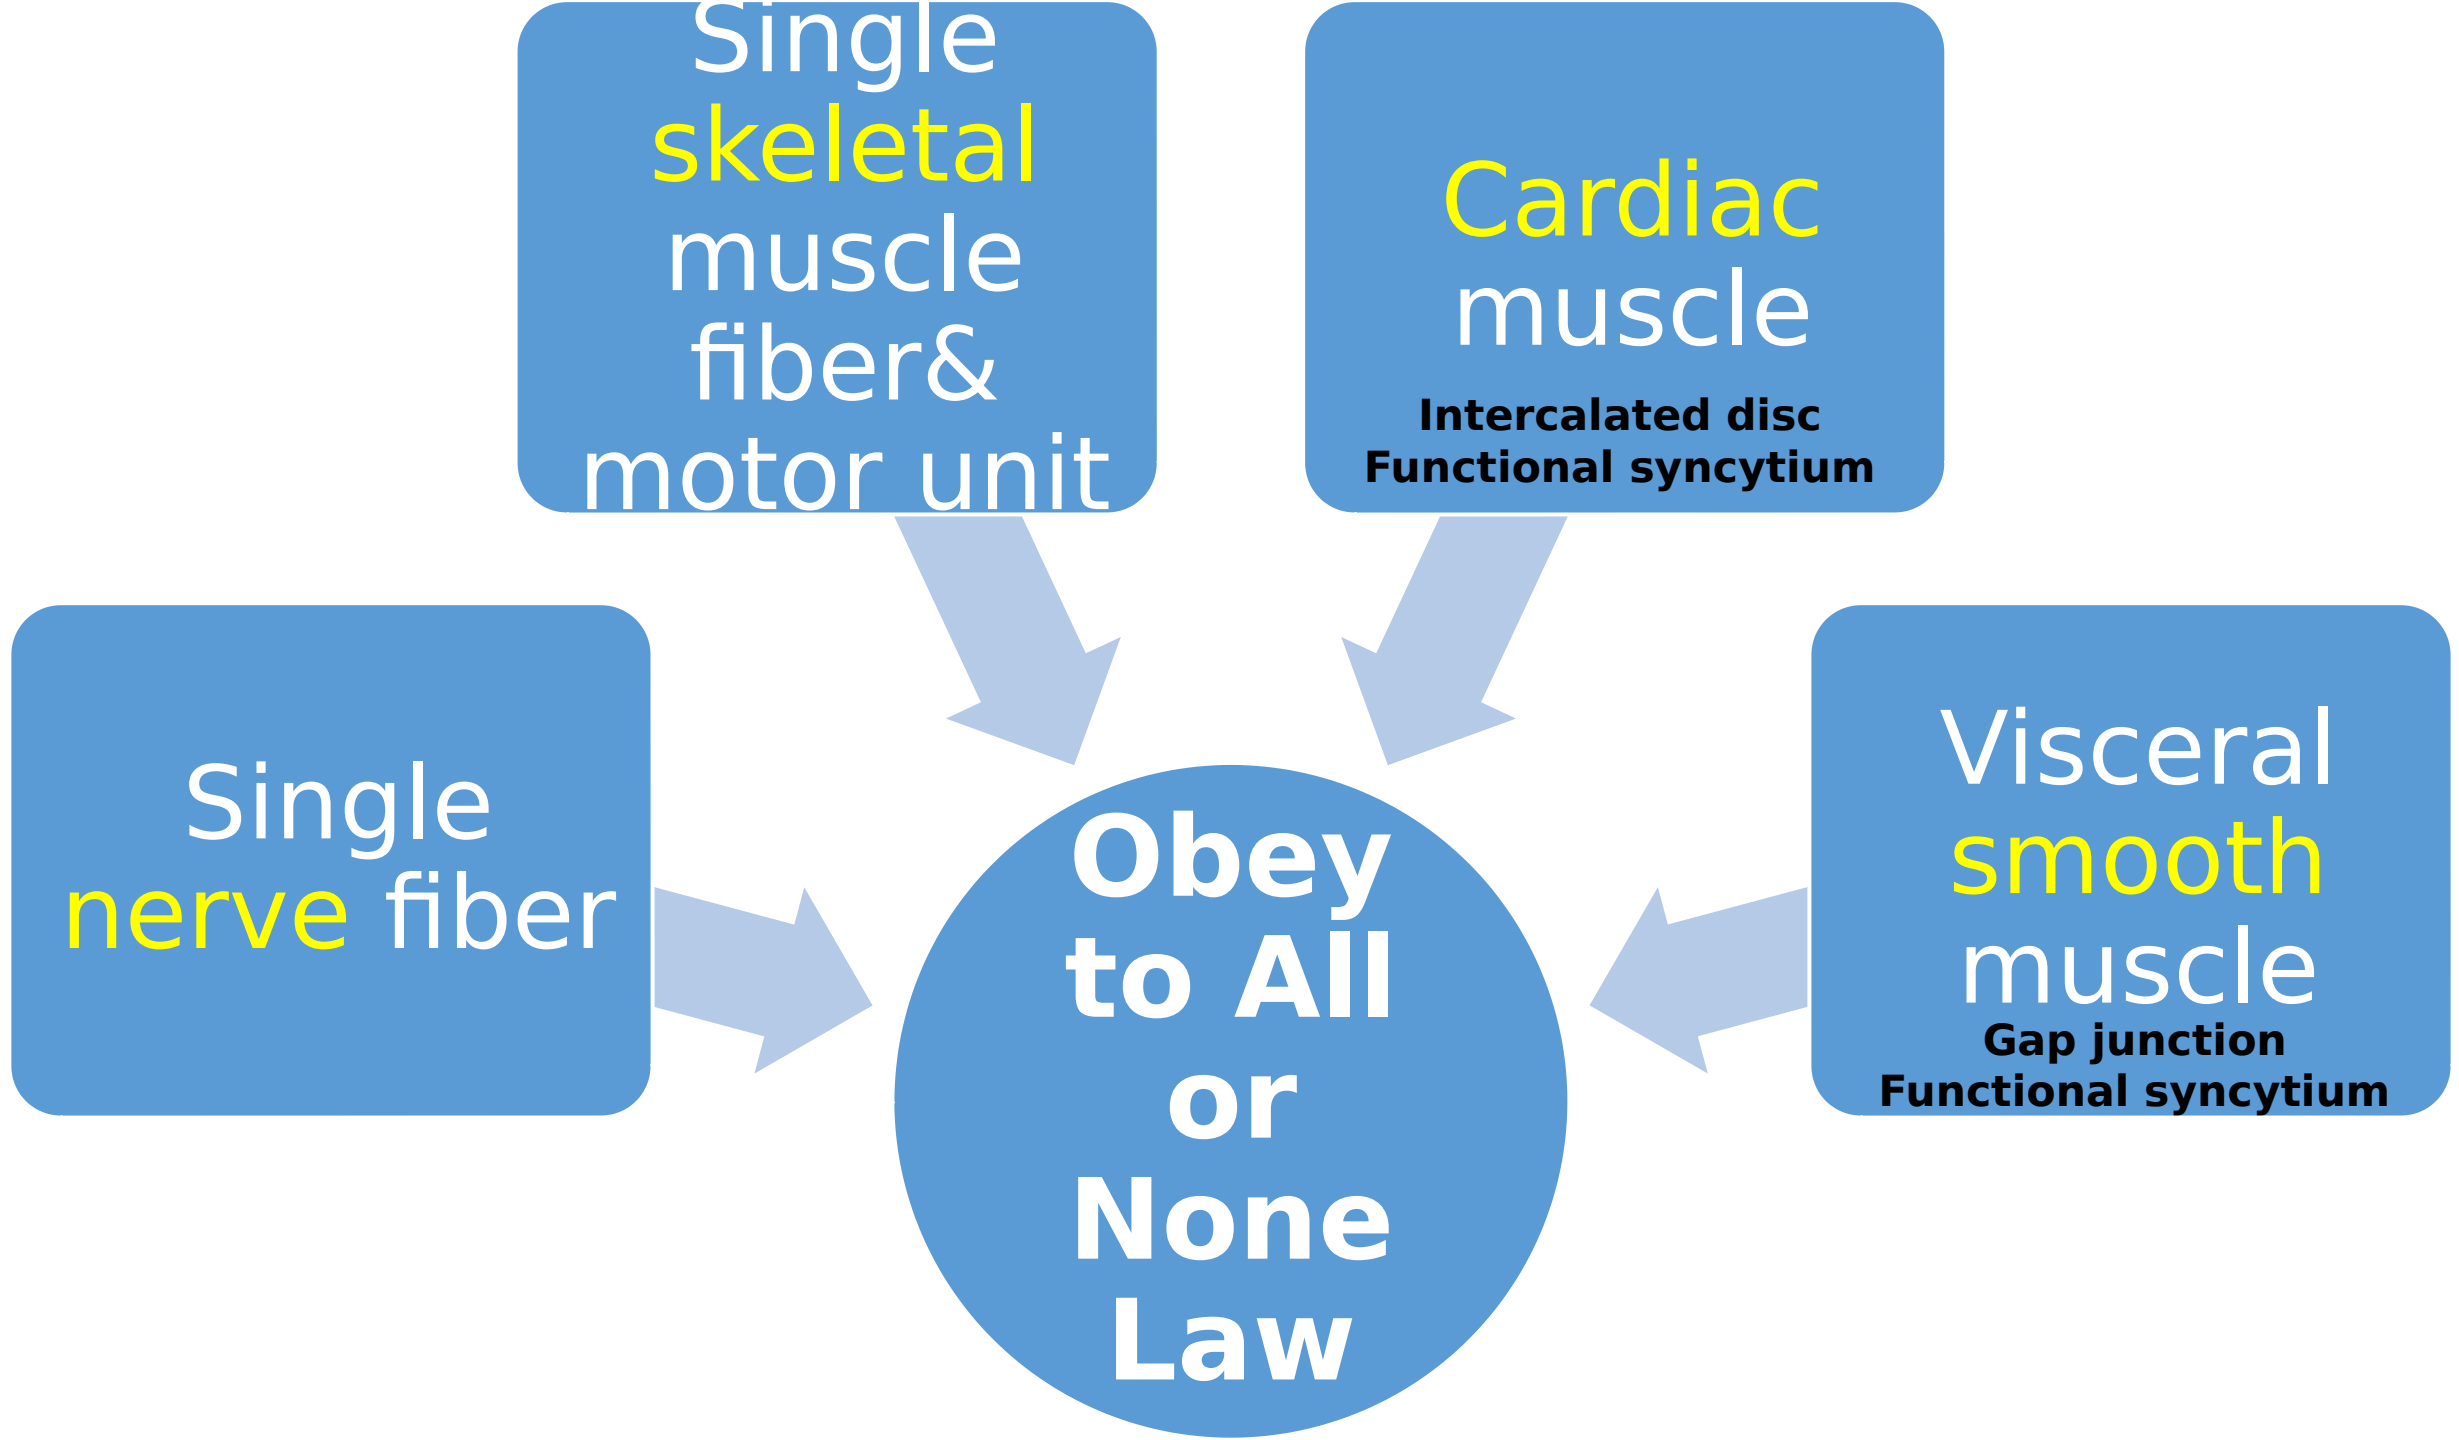 Single
skeletal
muscle
fiber&
motor unit
Cardiac
muscle
Intercalated disc
Functional syncytium
Single
nerve fiber
Visceral
smooth
muscle
Gap junction
Functional syncytium
Obey
to All
or
None
Law